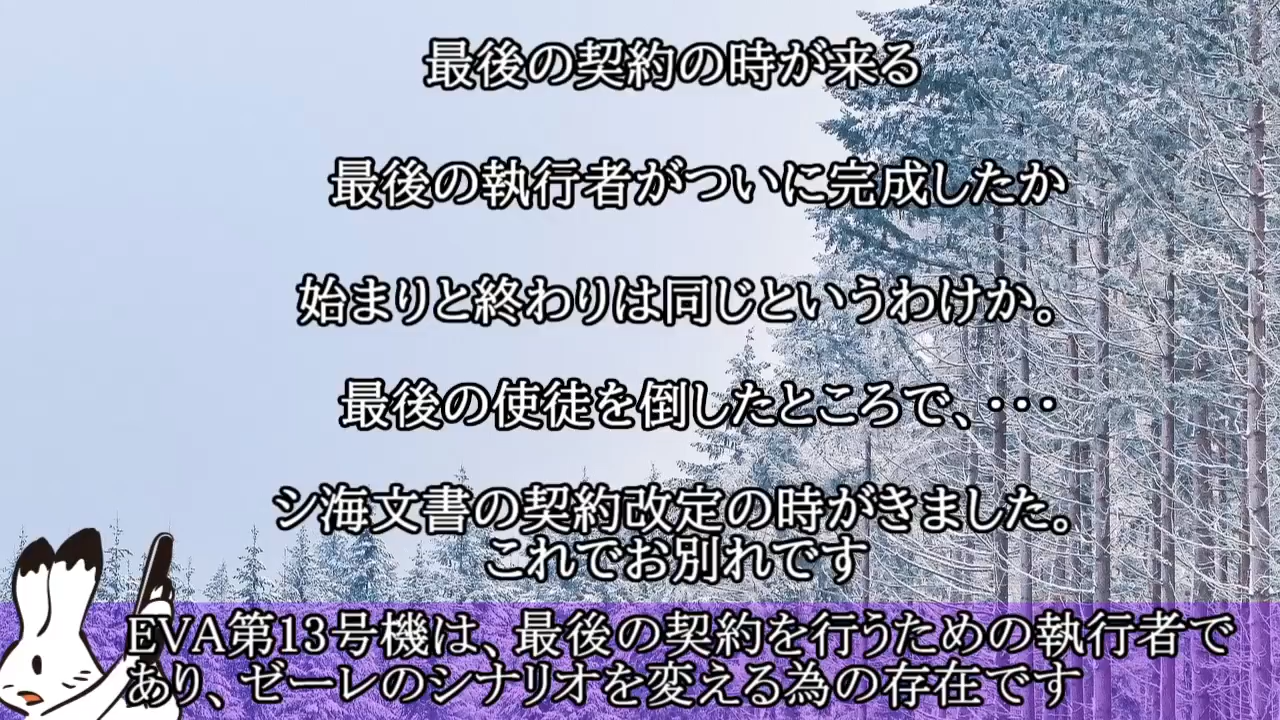 最後の契約の時が来る
最後の執行者がついに完成したか
始まりと終わりは同じというわけか。
最後の使徒を倒したところで、・・・
シ海文書の契約改定の時がきました。
これでお別れです
EVA第13号機は、最後の契約を行うための執行者で
あり、ゼーレのシナリオを変える為の存在です